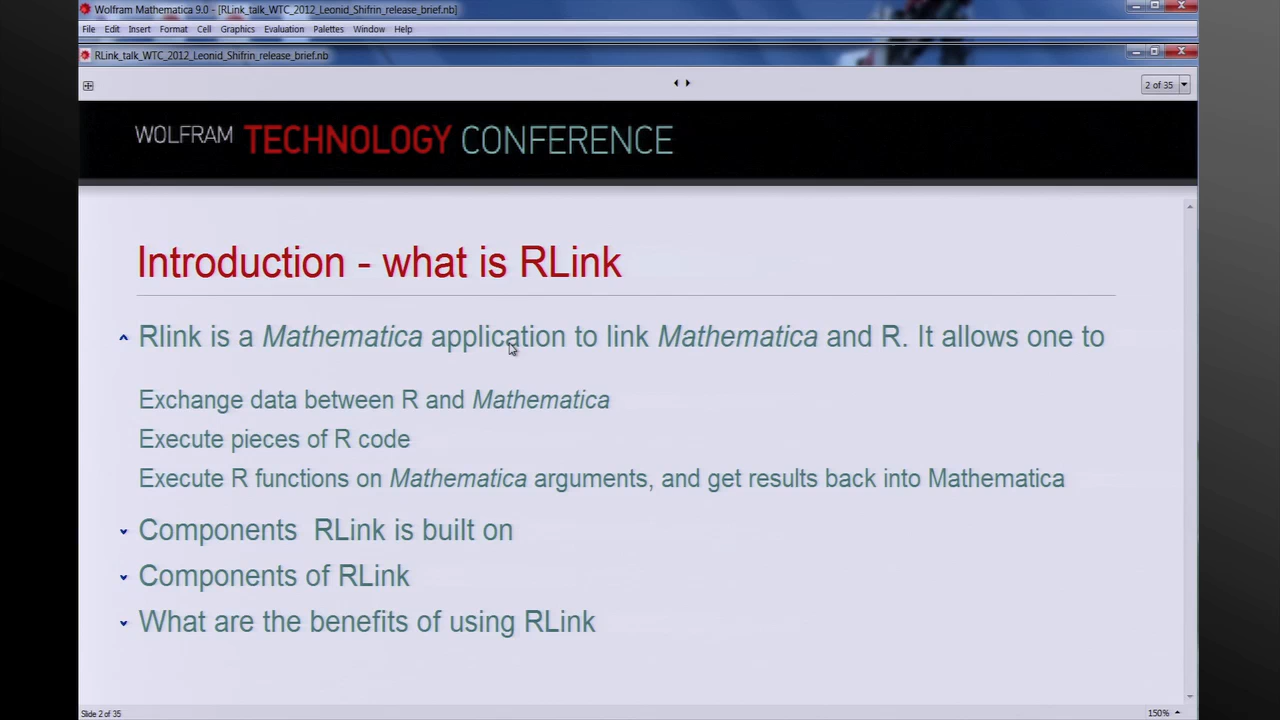 Wolfram Mathematica 9.0 - [RLink_talk_WTC_2012_Leonid_Shifrin_release_brief.nb]
File Edit Insert Format Cell Graphics Evaluation Palettes Window Help
RLink_talk_WTC_2012_Leonid_Shifrin_release_brief.nb
2 of 35
WOLFRAM TECHNOLOGY CONFERENCE
Introduction - what is RLink
Rlink is a Mathematica application to link Mathematica and R. It allows one to
Exchange data between R and Mathematica
Execute pieces of R code
Execute R functions on Mathematica arguments, and get results back into Mathematica
Components RLink is built on
Components of RLink
What are the benefits of using RLink
Slide 2 of 35
150%